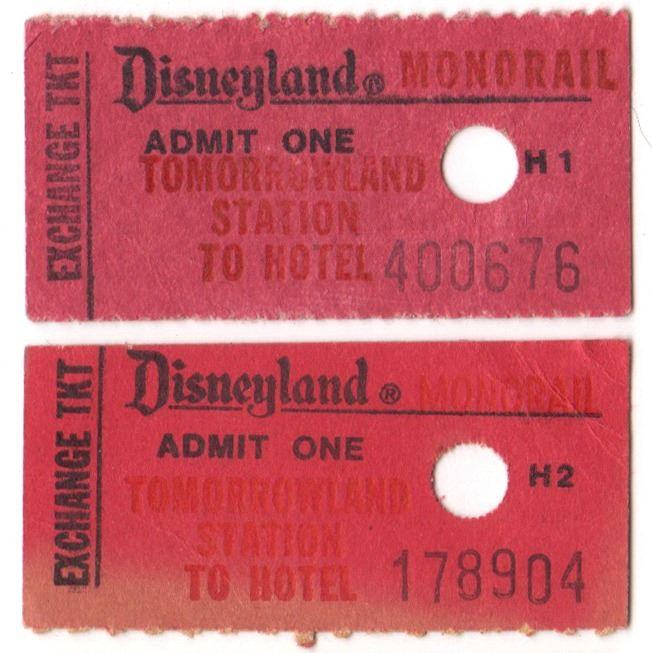 EXCHANGE TKT
Disneyland® MONORAIL
ADMIT ONE
H1
TOMORROWLAND
STATION
TO HOTEL
400676
EXCHANGE TKT
Disneyland® MONORAIL
ADMIT ONE
H2
TOMORROWLAND
STATION
TO HOTEL
178904